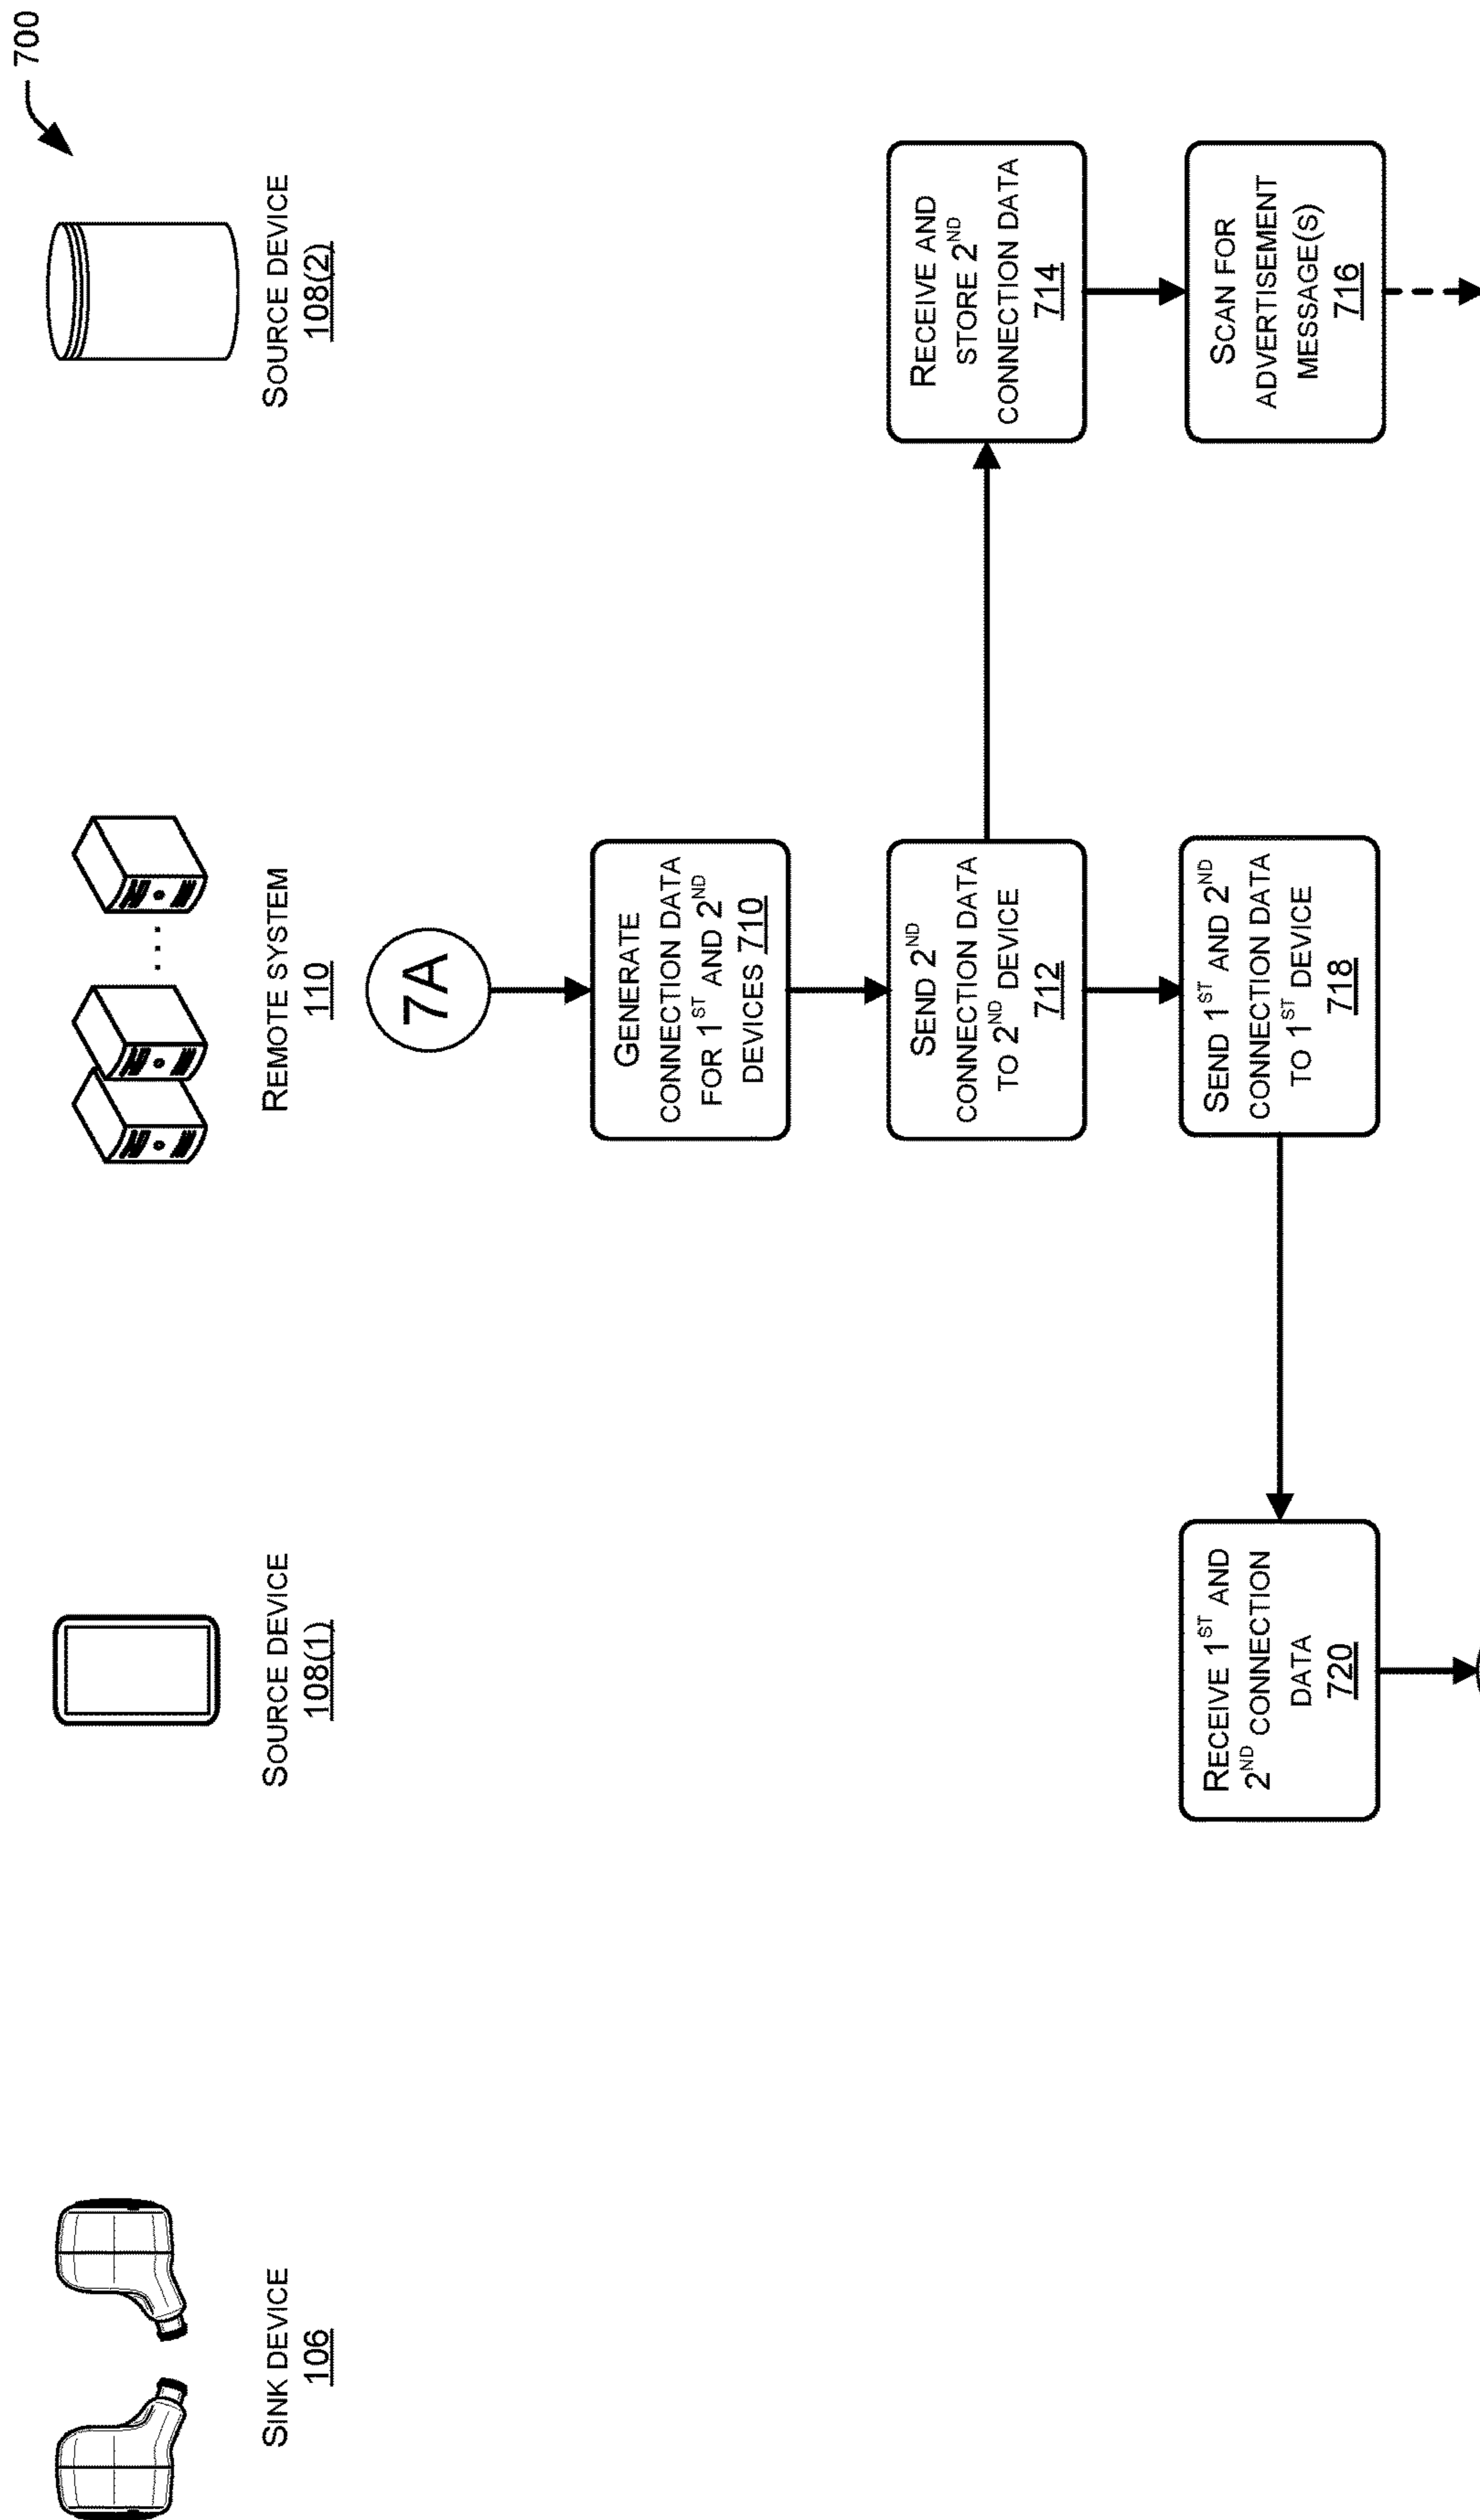 700
SINK DEVICE
106
SOURCE DEVICE
108(1)
REMOTE SYSTEM
110
SOURCE DEVICE
108(2)
7A
GENERATE
CONNECTION DATA
FOR 1ST AND 2ND
DEVICES 710
SEND 2ND
CONNECTION DATA
TO 2ND DEVICE
712
RECEIVE AND
STORE 2ND
CONNECTION DATA
714
SCAN FOR
ADVERTISEMENT
MESSAGE(S)
716
SEND 1ST AND 2ND
CONNECTION DATA
TO 1ST DEVICE
718
RECEIVE 1ST AND
2ND CONNECTION
DATA
720